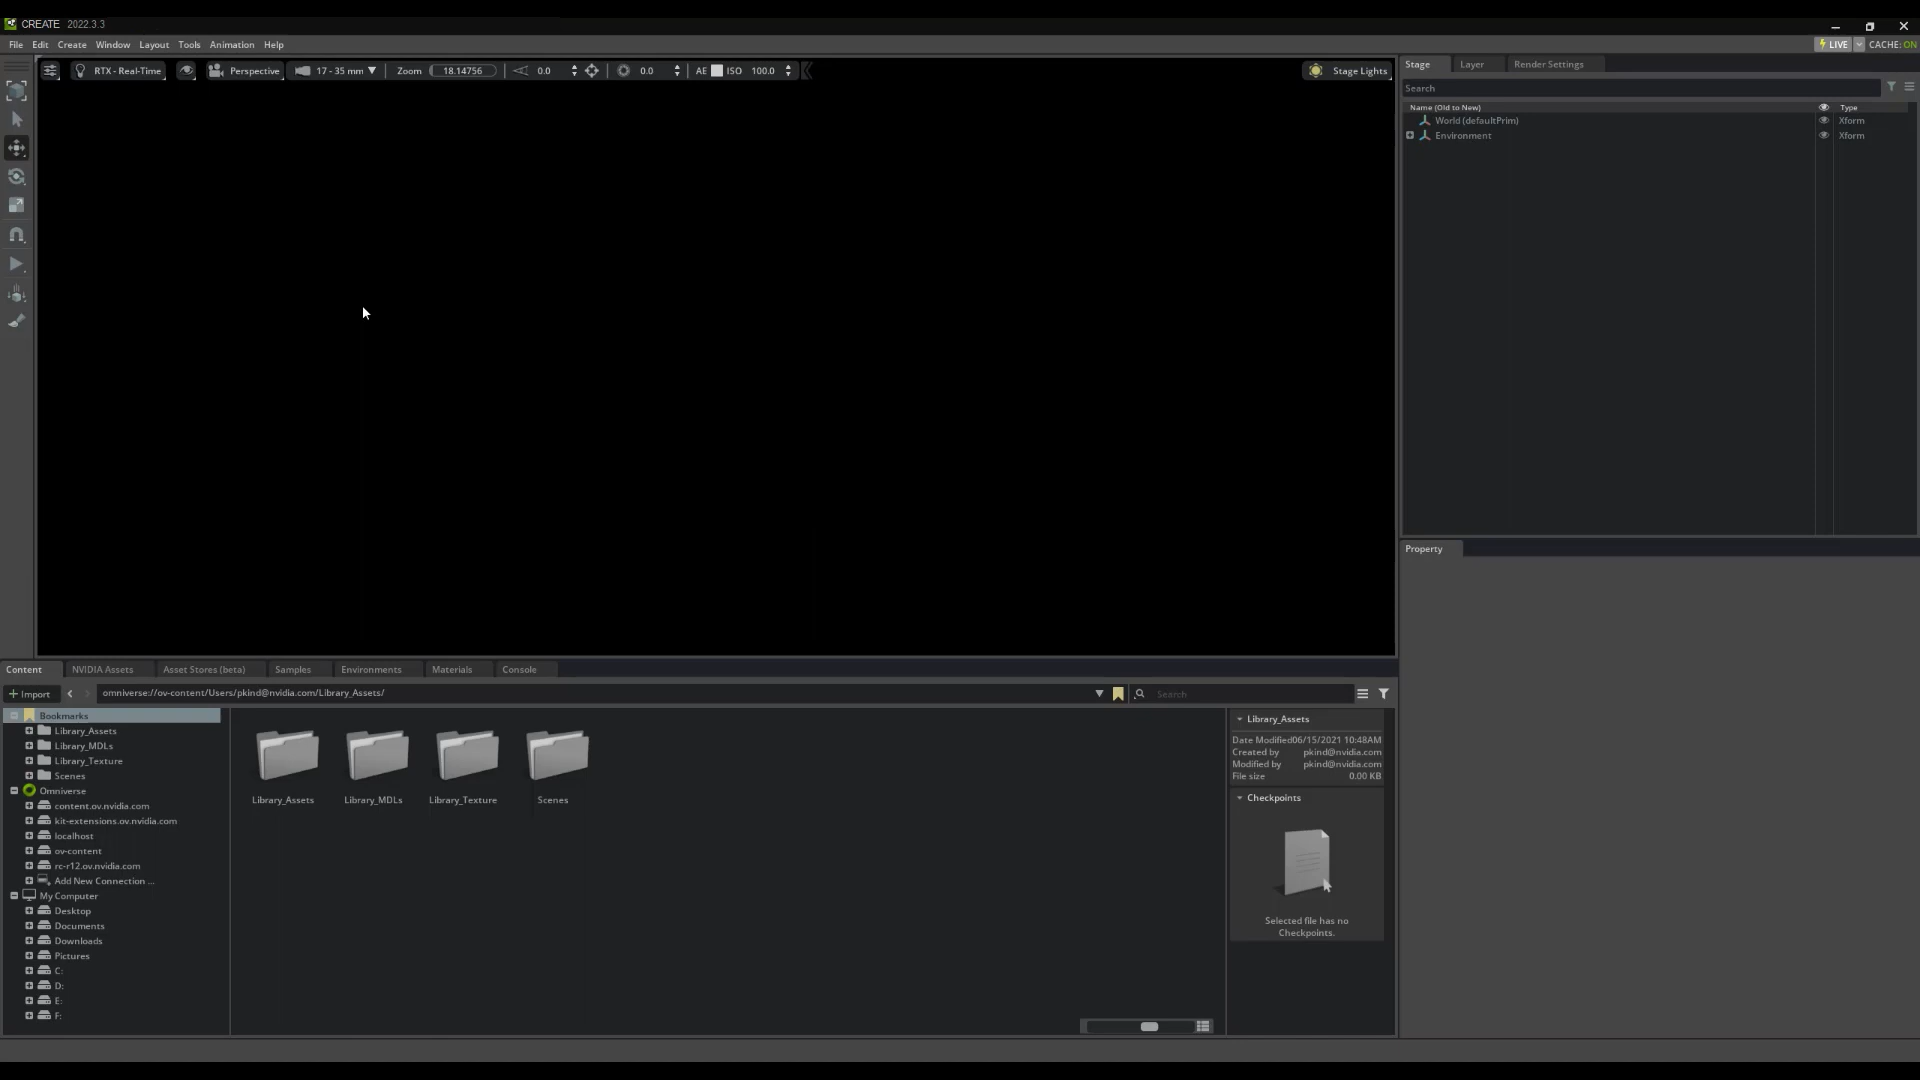 CREATE 2022.3.3
File Edit Create Window Layout Tools Animation Help
LIVE CACHE: ON
RTX - Real-Time Perspective 17 - 35 mm Zoom 18.14756 0.0 0.0 AE ISO 100.0 Stage Lights
Stage Layer Render Settings
Search
Name (Old to New) Type
World (defaultPrim) Xform
Environment Xform
Property
Content NVIDIA Assets Asset Stores (beta) Samples Environments Materials Console
Import omniverse://ov-content/Users/pkind@nvidia.com/Library_Assets/ Search
Bookmarks
Library_Assets
Library_MDLs
Library_Texture
Scenes
Omniverse
content.ov.nvidia.com
kit-extensions.ov.nvidia.com
localhost
ov-content
rc-r12.ov.nvidia.com
Add New Connection ...
My Computer
Desktop
Documents
Downloads
Pictures
C:
D:
E:
F:
Library_Assets Library_MDLs Library_Texture Scenes
Library_Assets
Date Modified06/15/2021 10:48AM
Created by pkind@nvidia.com
Modified by pkind@nvidia.com
File size 0.00 KB
Checkpoints
Selected file has no
Checkpoints.